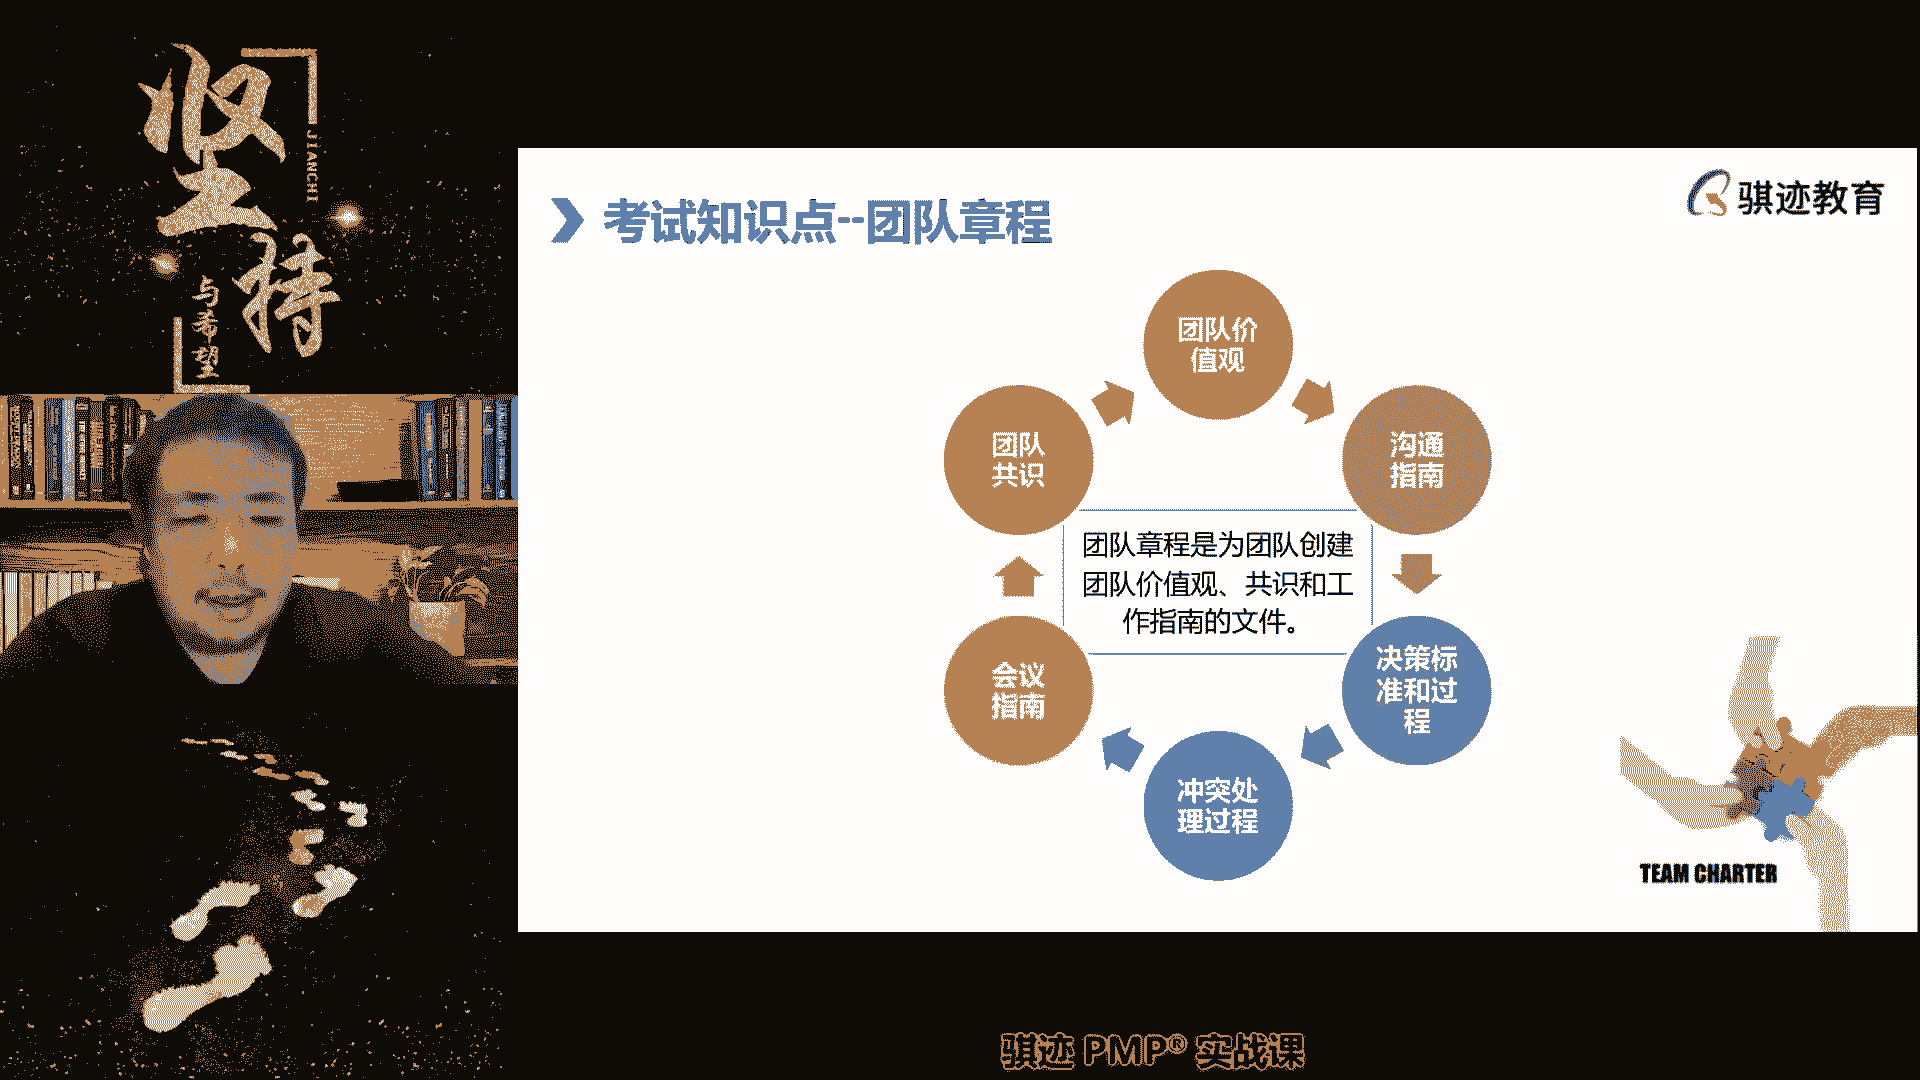 坚持
JIANCHI
与希望
考试知识点--团队章程
骐迹教育
团队价
值观
沟通
指南
决策标
准和过
程
冲突处
理过程
会议
指南
团队
共识
团队章程是为团队创建
团队价值观、共识和工
作指南的文件。
TEAM CHARTER
骐迹 PMP® 实战课